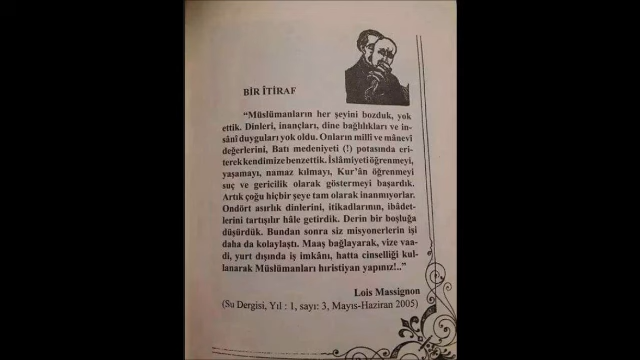 BİR İTİRAF
“Müslümanların her şeyini bozduk, yok
ettik. Dinleri, inançları, dine bağlılıkları ve in-
sânî duyguları yok oldu. Onların millî ve mânevî
değerlerini, Batı medeniyeti (!) potasında eri-
terek kendimize benzettik. İslâmiyeti öğrenmeyi,
yaşamayı, namaz kılmayı, Kur’ân öğrenmeyi
suç ve gericilik olarak göstermeyi başardık.
Artık çoğu hiçbir şeye tam olarak inanmıyorlar.
Ondört asırlık dinlerini, itikadlarının, ibâdet-
lerini tartışılır hâle getirdik. Derin bir boşluğa
düşürdük. Bundan sonra siz misyonerlerin işi
daha da kolaylaştı. Maaş bağlayarak, vize vaa-
di, yurt dışında iş imkânı, hatta cinselliği kul-
lanarak Müslümanları hıristiyan yapınız!..”
Lois Massignon
(Su Dergisi, Yıl : 1, sayı: 3, Mayıs-Haziran 2005)